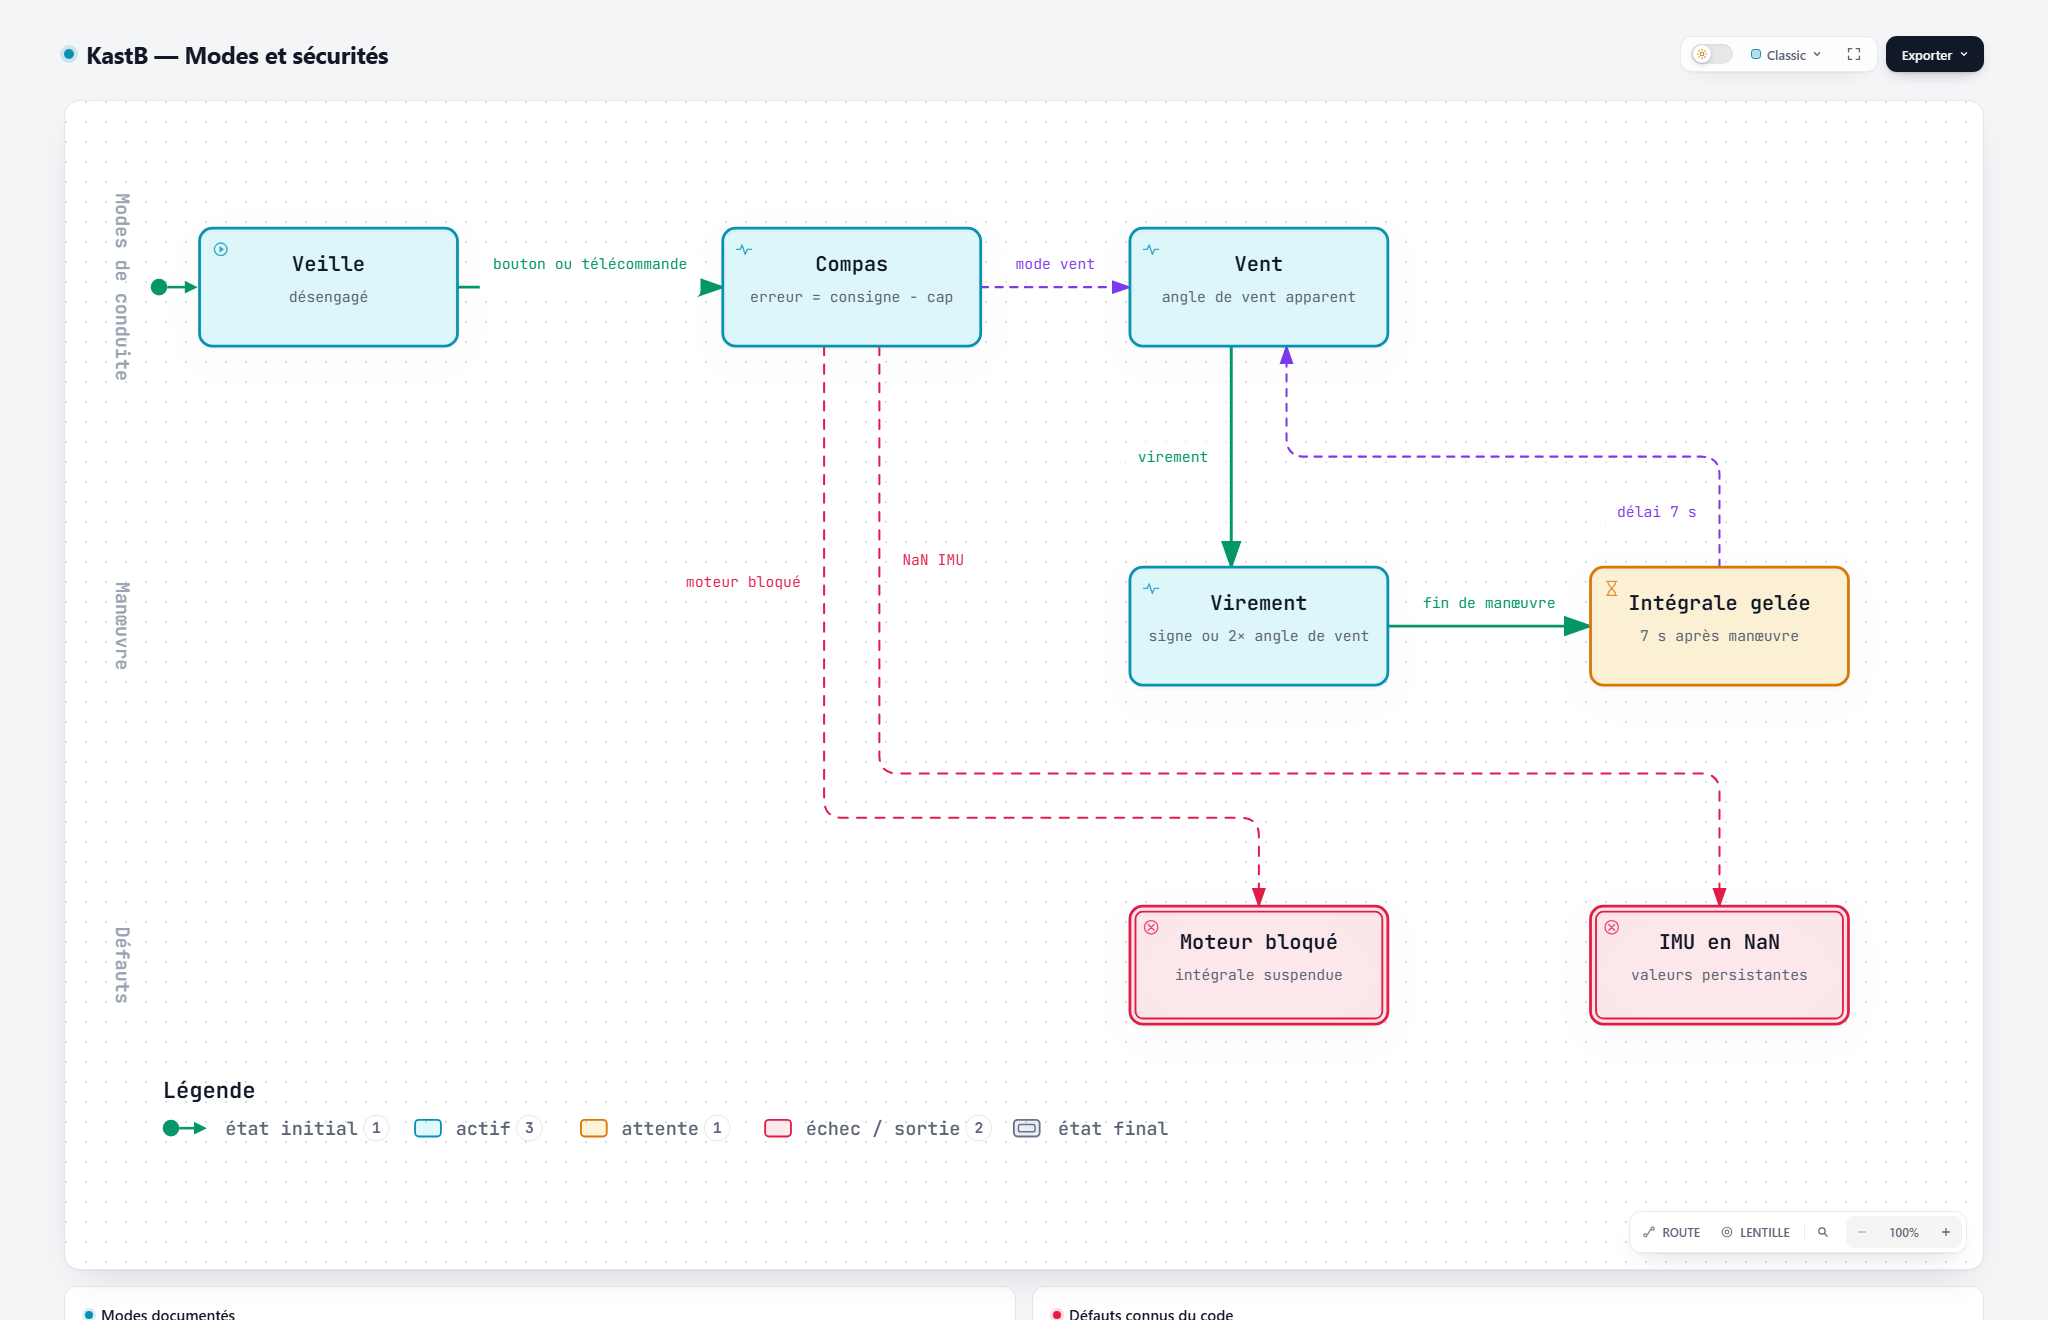 KastB — Modes et sécurités
Classic
Exporter
Modes de conduite
Veille
désengagé
bouton ou télécommande
Compas
erreur = consigne - cap
mode vent
Vent
angle de vent apparent
virement
délai 7 s
NaN IMU
moteur bloqué
Manœuvre
Virement
signe ou 2× angle de vent
fin de manœuvre
Intégrale gelée
7 s après manœuvre
Défauts
Moteur bloqué
intégrale suspendue
IMU en NaN
valeurs persistantes
Légende
état initial 1
actif 3
attente 1
échec / sortie 2
état final
ROUTE
LENTILLE
− 100% +
Modes documentés
Défauts connus du code